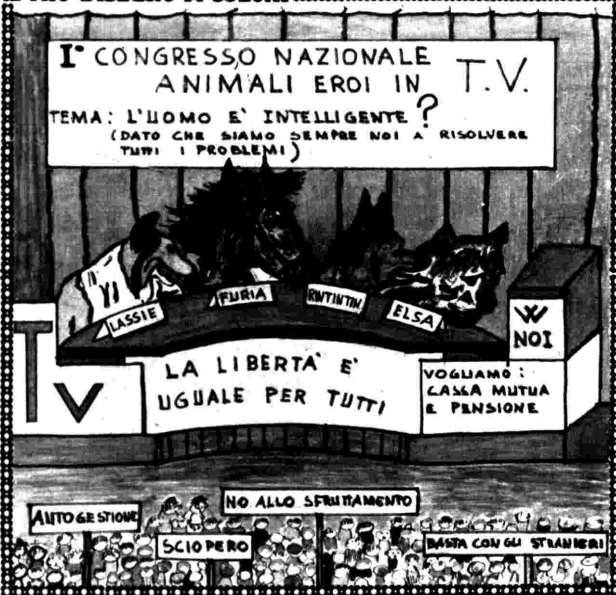 I° CONGRESSO NAZIONALE
ANIMALI EROI IN T.V.
TEMA: L'UOMO E' INTELLIGENTE?
(DATO CHE SIAMO SEMPRE NOI A RISOLVERE
TUTTI I PROBLEMI)
LASSIE
FURIA
RINTINTIN
ELSA
W
NOI
TV
LA LIBERTA' E'
UGUALE PER TUTTI
VOGLIAMO:
CASSA MUTUA
E PENSIONE
AUTOGESTIONE
SCIOPERO
NO ALLO SFRUTTAMENTO
BASTA CON GLI STRANIERI